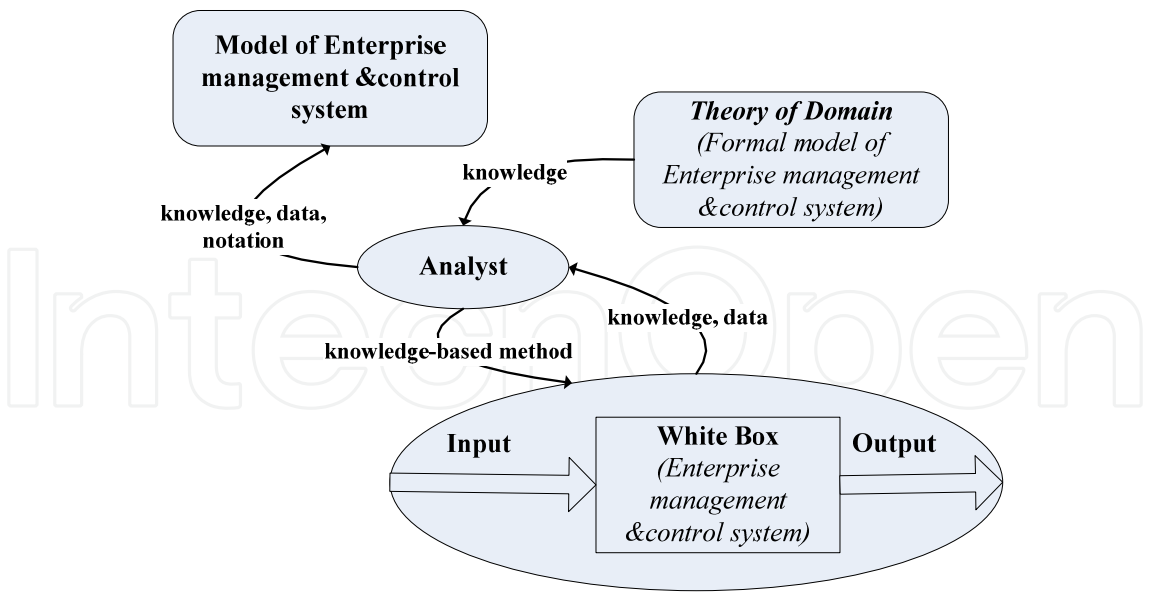 Model of Enterprise
management &control
system
Theory of Domain
(Formal model of
Enterprise management
&control system)
knowledge
knowledge, data,
notation
Analyst
knowledge, data
knowledge-based method
Input
White Box
Output
(Enterprise
management
&control system)
IntechOpen